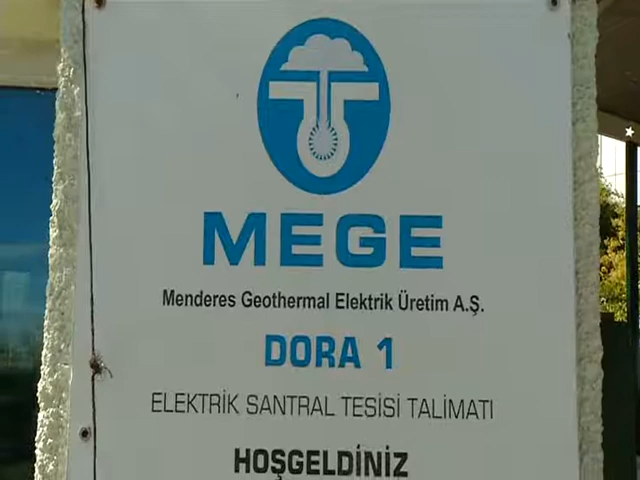 MEGE
Menderes Geothermal Elektrik Üretim A.Ş.
DORA 1
ELEKTRİK SANTRAL TESİSİ TALİMATI
HOŞGELDİNİZ